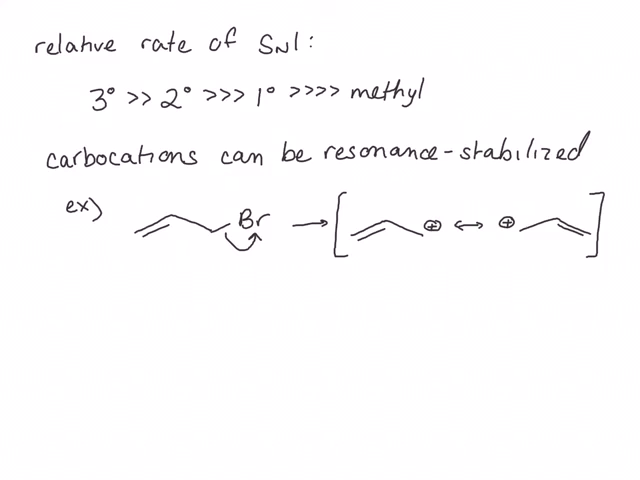 relative rate of SN1:
3° >> 2° >>> 1° >>>> methyl
carbocations can be resonance-stabilized
ex) Br → [ ⊕ ↔ ⊕ ]